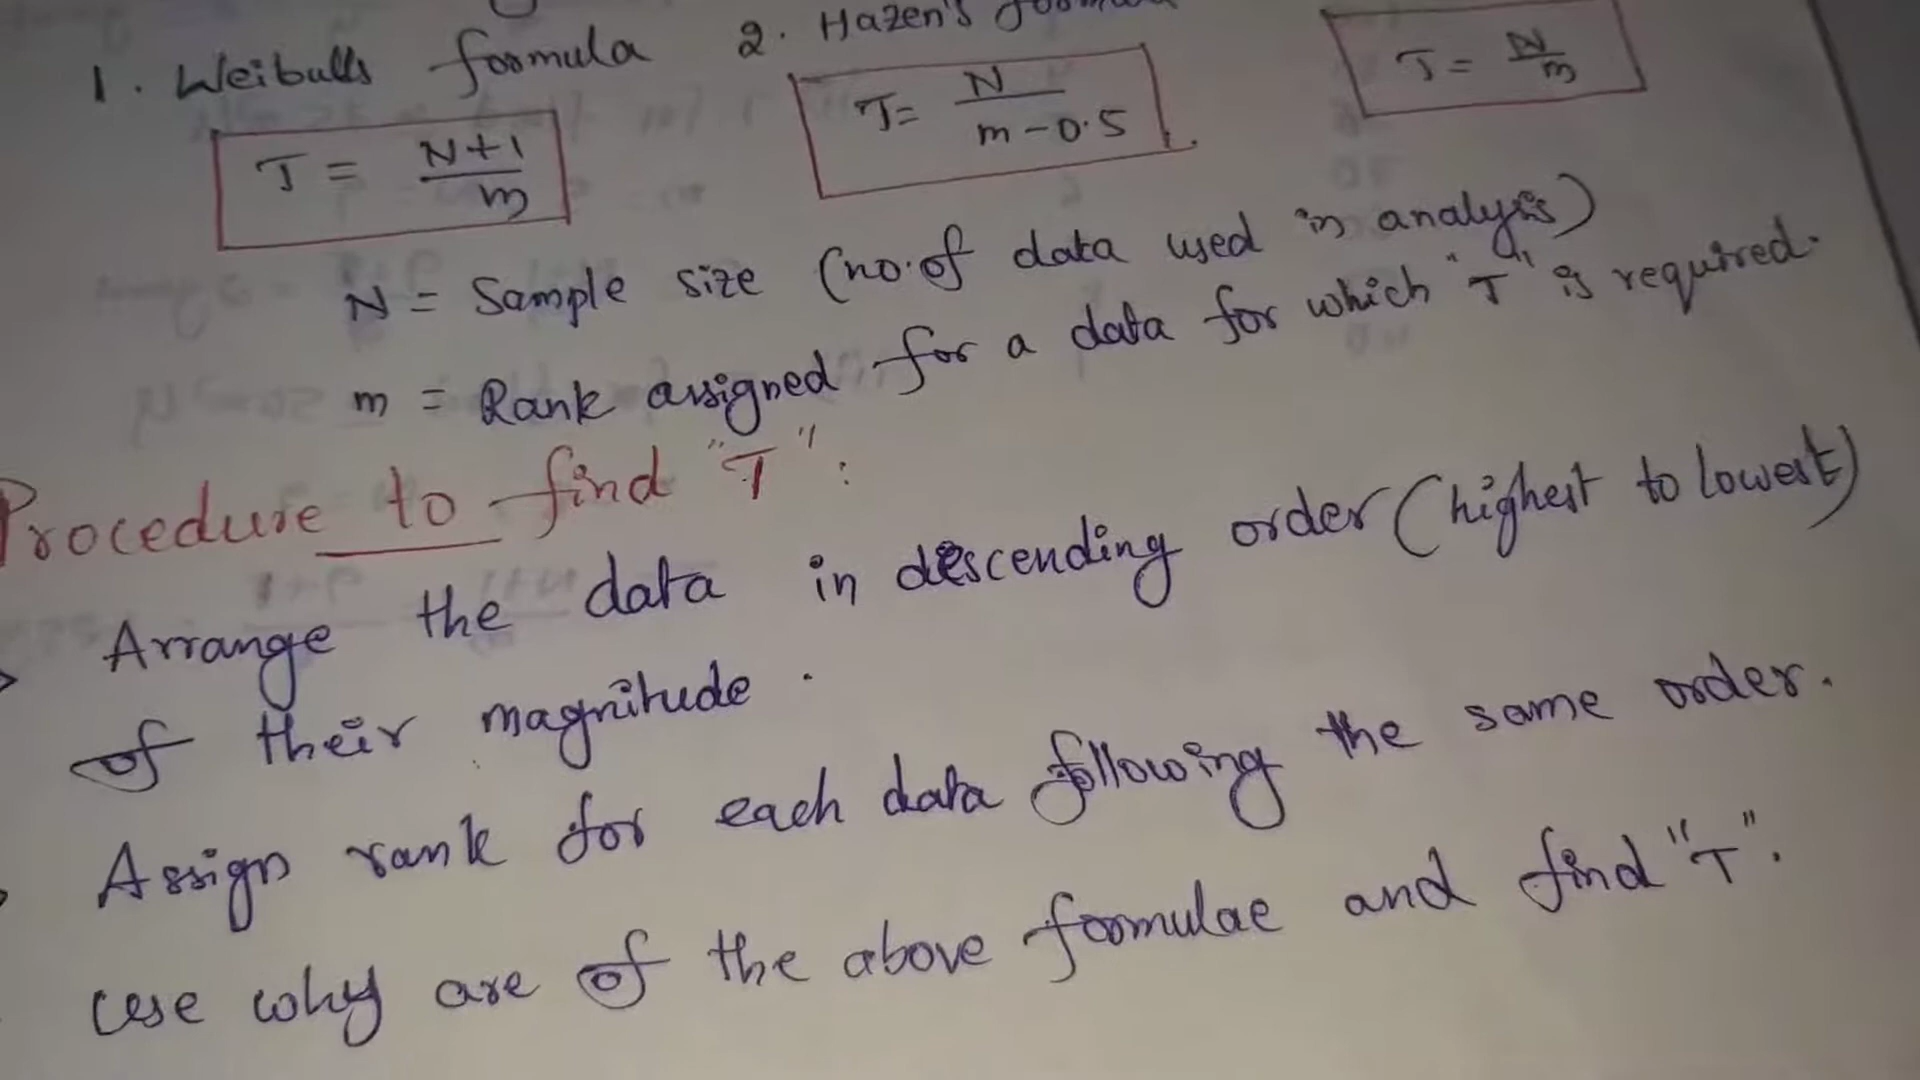 1. Weibulls formula 2. Hazen's formula
T = N+1 / m
T = N / m-0.5
T = N / m
N = Sample size (no. of data used in analysis)
m = Rank assigned for a data for which "T" is required.
Procedure to find "T" :
Arrange the data in descending order (highest to lowest)
of their magnitude.
Assign rank for each data following the same order.
Use why are of the above formulae and find "T".